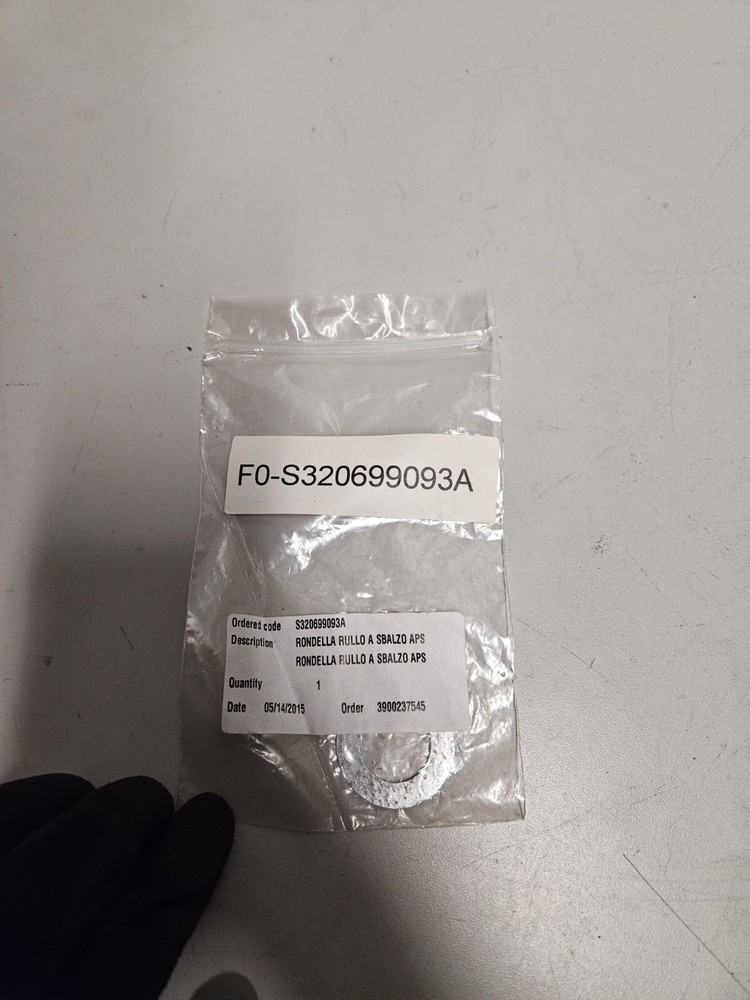 F0-S320699093A
Ordered code S320699093A
Description RONDELLA RULLO A SBALZO APS
RONDELLA RULLO A SBALZO APS
Quantity 1
Date 05/14/2015 Order 3900237545